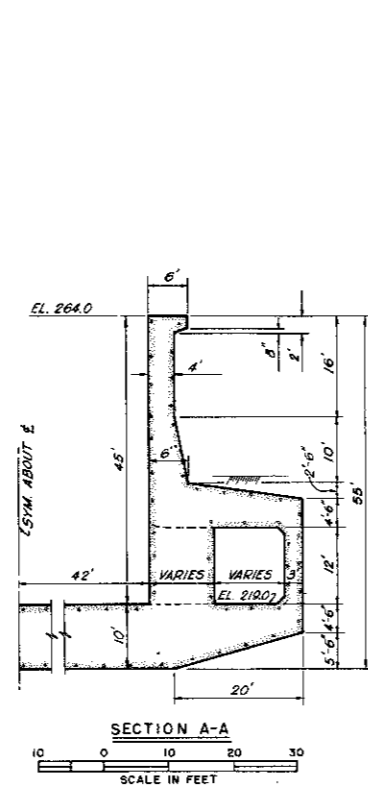 6'
EL. 264.0
8"
2'
16'
4'
45'
6'
10'
2'-6"
55'
4'-6"
SYM. ABOUT ℄
42'
VARIES
VARIES
3'
12'
EL. 219.0
10'
4'-6"
5'-6"
20'
SECTION A-A
10 0 10 20 30
SCALE IN FEET